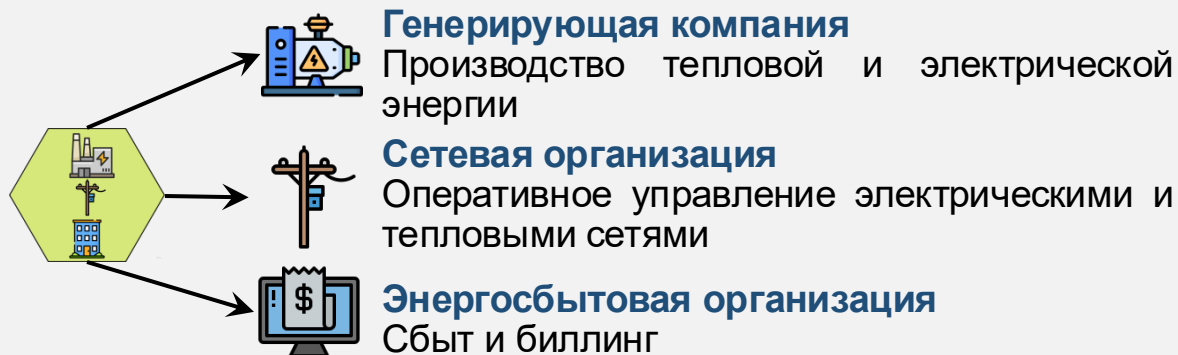 Генерирующая компания
Производство тепловой и электрической
энергии
Сетевая организация
Оперативное управление электрическими и
тепловыми сетями
$
Энергосбытовая организация
Сбыт и биллинг